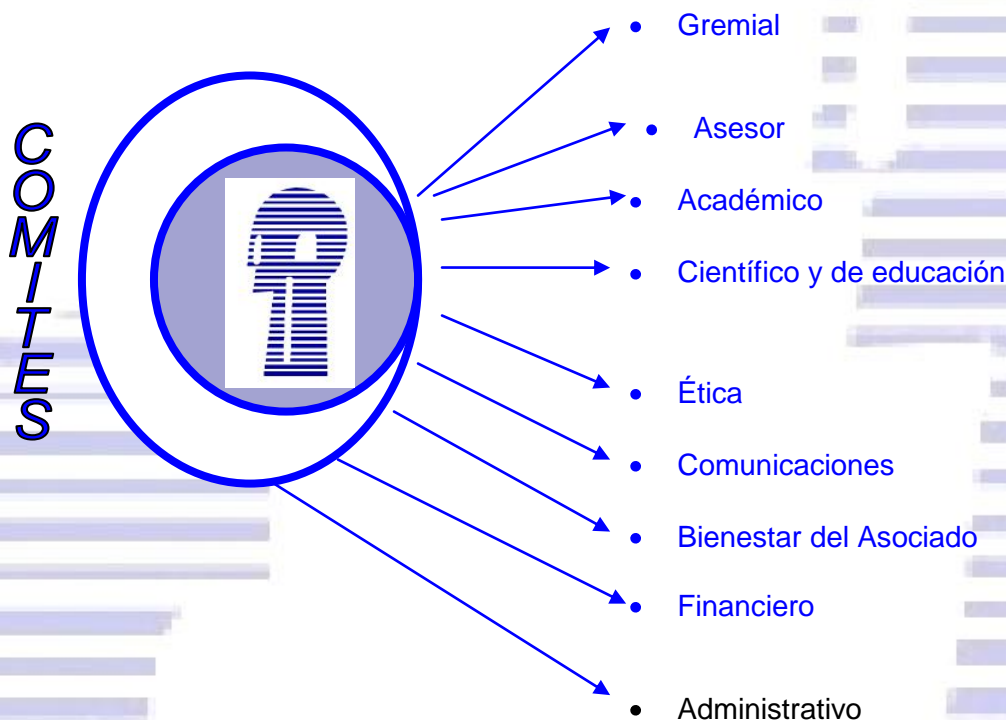 COMITES
• Gremial
• Asesor
• Académico
• Científico y de educación
• Ética
• Comunicaciones
• Bienestar del Asociado
• Financiero
• Administrativo